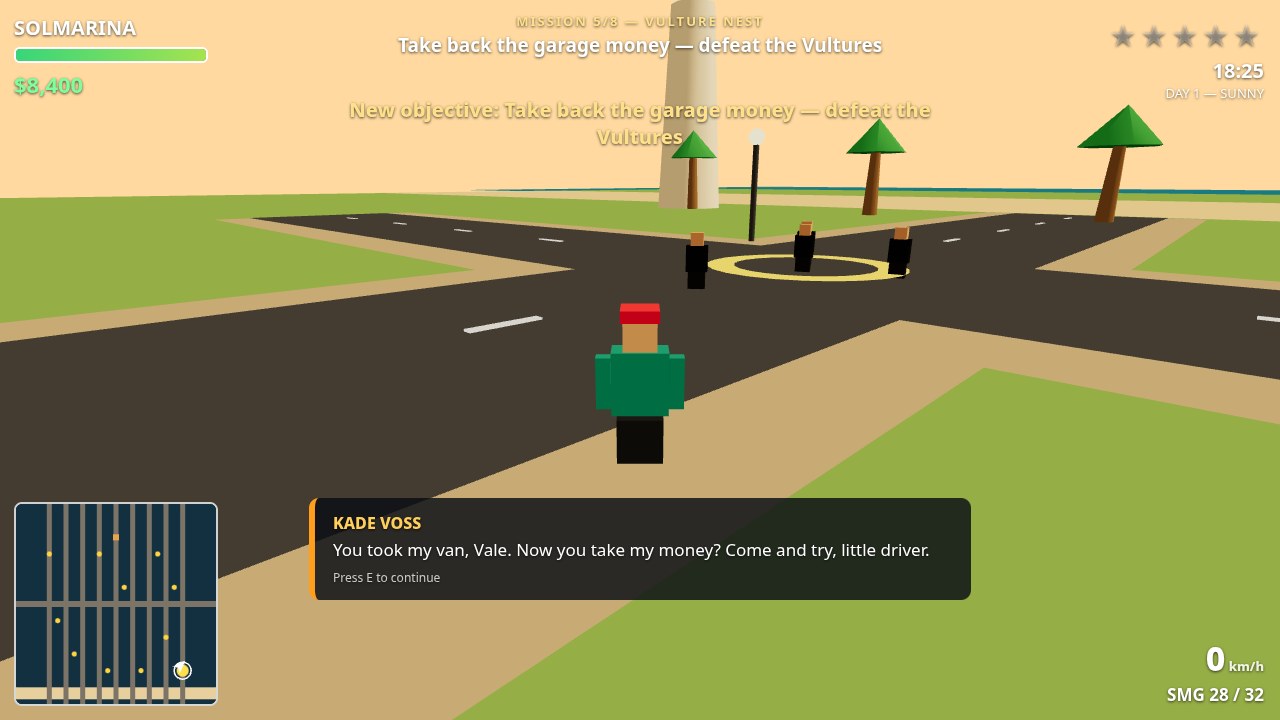 SOLMARINA
$8,400
MISSION 5/8 — VULTURE NEST
Take back the garage money — defeat the Vultures
New objective: Take back the garage money — defeat the
Vultures
18:25
DAY 1 — SUNNY
KADE VOSS
You took my van, Vale. Now you take my money? Come and try, little driver.
Press E to continue
0 km/h
SMG 28 / 32